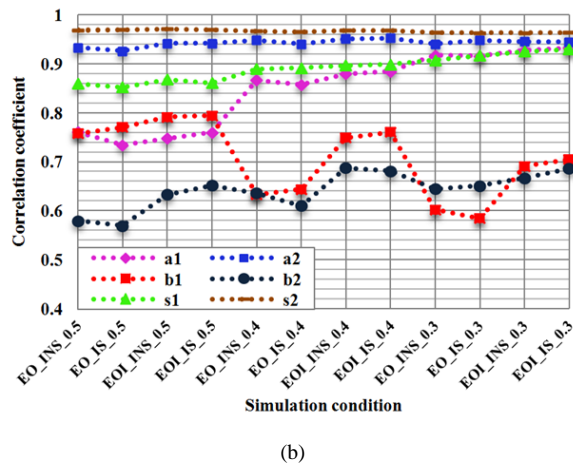 Correlation coefficient
1
0.9
0.8
0.7
0.6
0.5
0.4
a1
a2
b1
b2
s1
s2
EO_INS_0.5
EO_IS_0.5
EOI_INS_0.5
EOI_IS_0.5
EO_INS_0.4
EO_IS_0.4
EOI_INS_0.4
EOI_IS_0.4
EO_INS_0.3
EO_IS_0.3
EOI_INS_0.3
EOI_IS_0.3
Simulation condition
(b)